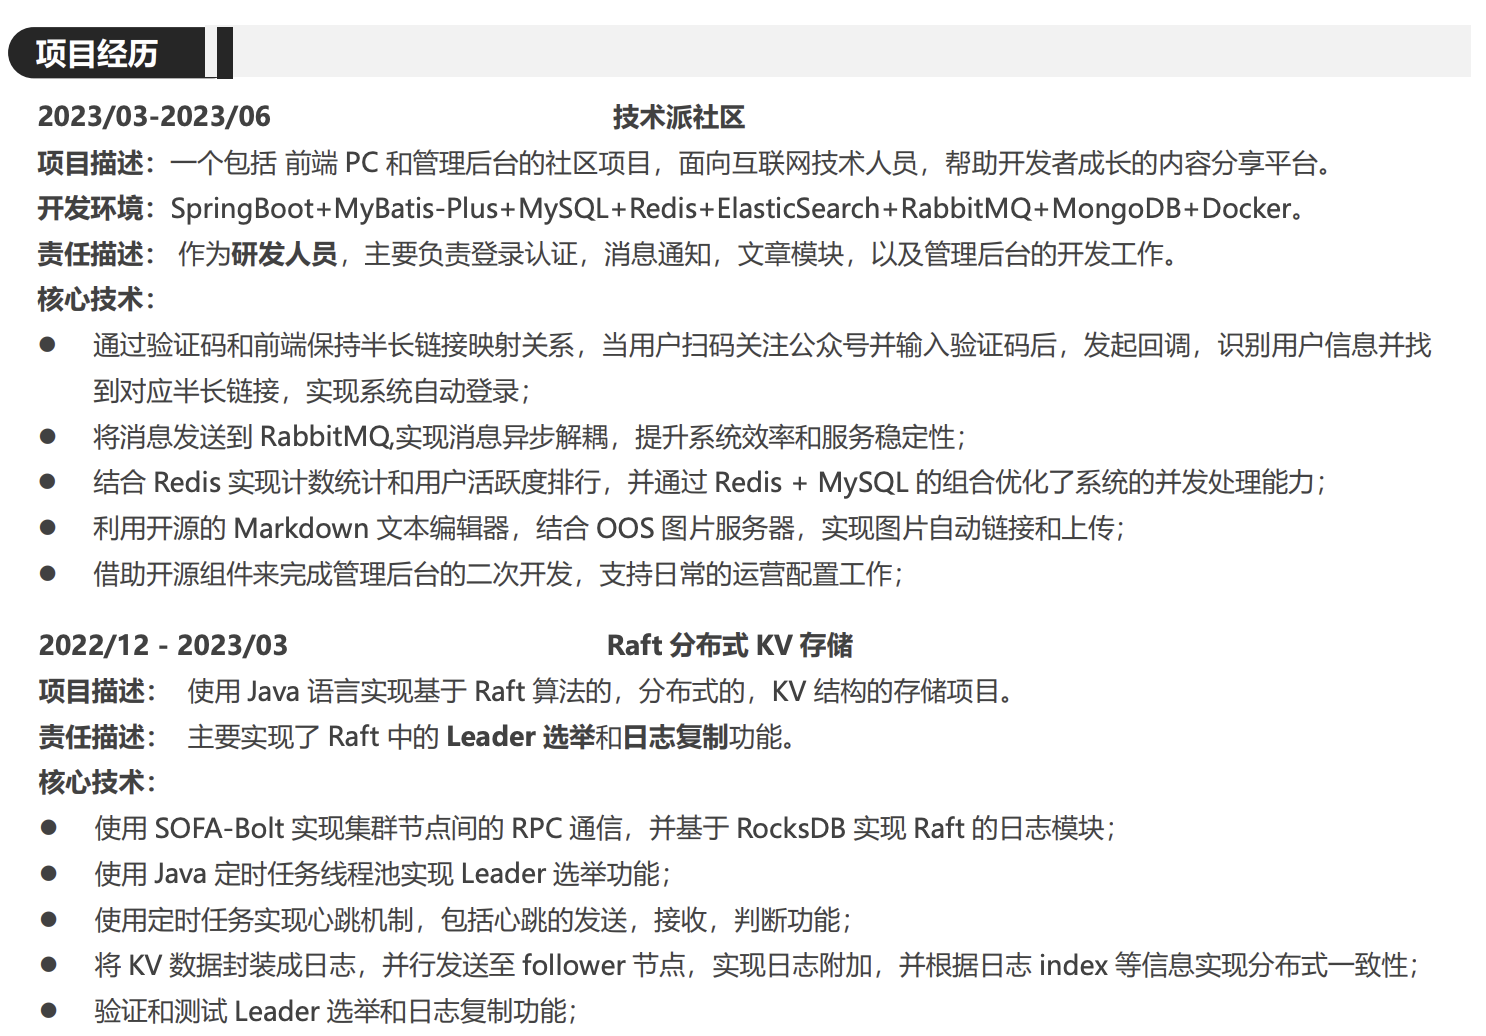 项目经历
2023/03-2023/06 技术派社区
项目描述：一个包括 前端 PC 和管理后台的社区项目，面向互联网技术人员，帮助开发者成长的内容分享平台。
开发环境：SpringBoot+MyBatis-Plus+MySQL+Redis+ElasticSearch+RabbitMQ+MongoDB+Docker。
责任描述： 作为研发人员，主要负责登录认证，消息通知，文章模块，以及管理后台的开发工作。
核心技术：
● 通过验证码和前端保持半长链接映射关系，当用户扫码关注公众号并输入验证码后，发起回调，识别用户信息并找
到对应半长链接，实现系统自动登录；
● 将消息发送到 RabbitMQ,实现消息异步解耦，提升系统效率和服务稳定性；
● 结合 Redis 实现计数统计和用户活跃度排行，并通过 Redis + MySQL 的组合优化了系统的并发处理能力；
● 利用开源的 Markdown 文本编辑器，结合 OOS 图片服务器，实现图片自动链接和上传；
● 借助开源组件来完成管理后台的二次开发，支持日常的运营配置工作；
2022/12 - 2023/03 Raft 分布式 KV 存储
项目描述： 使用 Java 语言实现基于 Raft 算法的，分布式的，KV 结构的存储项目。
责任描述： 主要实现了 Raft 中的 Leader 选举和日志复制功能。
核心技术：
● 使用 SOFA-Bolt 实现集群节点间的 RPC 通信，并基于 RocksDB 实现 Raft 的日志模块；
● 使用 Java 定时任务线程池实现 Leader 选举功能；
● 使用定时任务实现心跳机制，包括心跳的发送，接收，判断功能；
● 将 KV 数据封装成日志，并行发送至 follower 节点，实现日志附加，并根据日志 index 等信息实现分布式一致性；
● 验证和测试 Leader 选举和日志复制功能；